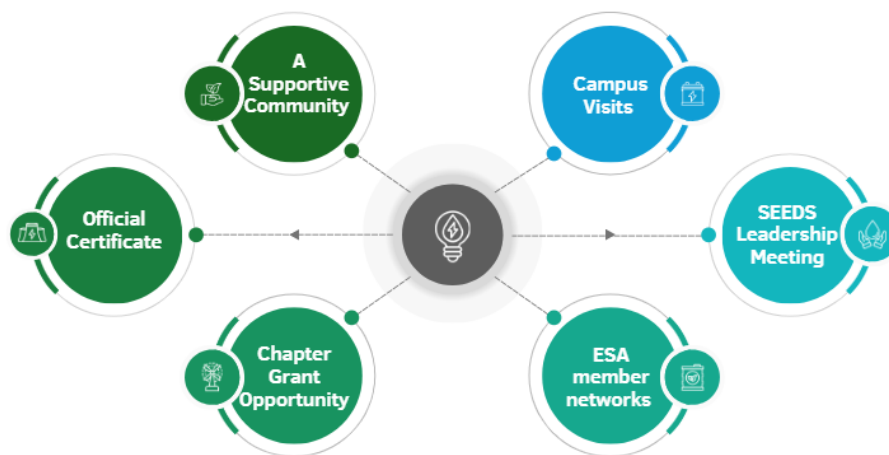 A
Supportive
Community
Campus
Visits
Official
Certificate
SEEDS
Leadership
Meeting
Chapter
Grant
Opportunity
ESA
member
networks